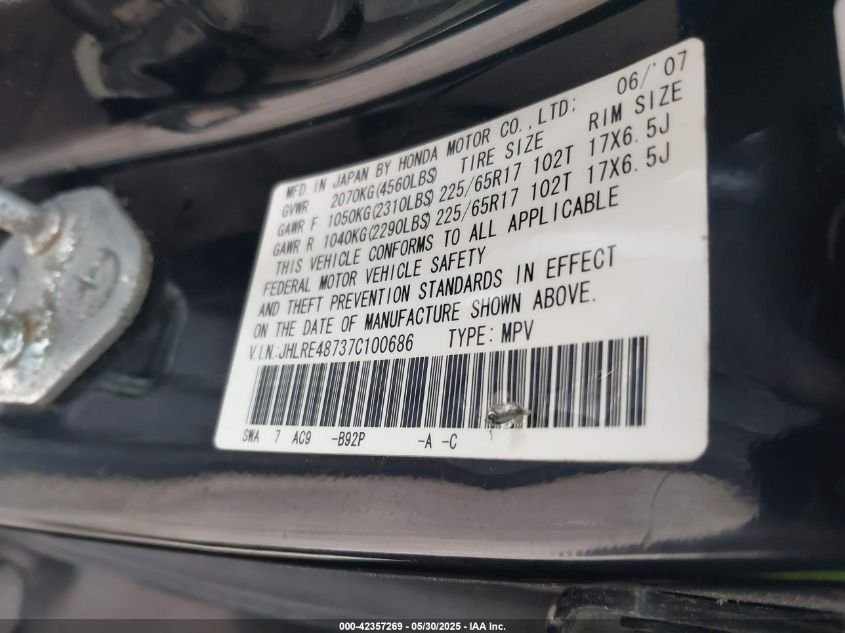 MFD. IN JAPAN BY HONDA MOTOR CO., LTD: 06/'07
GVWR 2070KG(4560LBS) TIRE SIZE RIM SIZE
GAWR F 1050KG(2310LBS) 225/65R17 102T 17X6.5J
GAWR R 1040KG(2290LBS) 225/65R17 102T 17X6.5J
THIS VEHICLE CONFORMS TO ALL APPLICABLE
FEDERAL MOTOR VEHICLE SAFETY
AND THEFT PREVENTION STANDARDS IN EFFECT
ON THE DATE OF MANUFACTURE SHOWN ABOVE.
V.I.N:JHLRE48737C100686 TYPE: MPV
SWA 7 AC9 -B92P -A -C
000-42357269 - 05/30/2025 - IAA Inc.